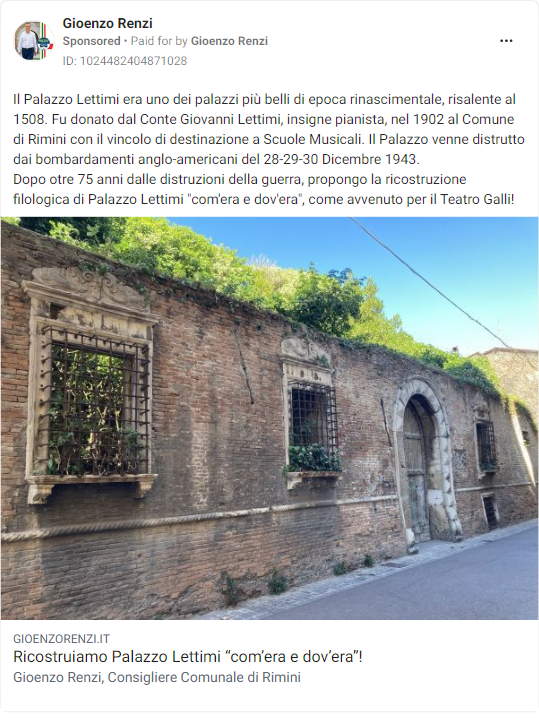 Gioenzo Renzi
Sponsored • Paid for by Gioenzo Renzi
ID: 1024482404871028
Il Palazzo Lettimi era uno dei palazzi più belli di epoca rinascimentale, risalente al
1508. Fu donato dal Conte Giovanni Lettimi, insigne pianista, nel 1902 al Comune
di Rimini con il vincolo di destinazione a Scuole Musicali. Il Palazzo venne distrutto
dai bombardamenti anglo-americani del 28-29-30 Dicembre 1943.
Dopo otre 75 anni dalle distruzioni della guerra, propongo la ricostruzione
filologica di Palazzo Lettimi "com'era e dov'era", come avvenuto per il Teatro Galli!
GIOENZORENZI.IT
Ricostruiamo Palazzo Lettimi “com’era e dov’era”!
Gioenzo Renzi, Consigliere Comunale di Rimini